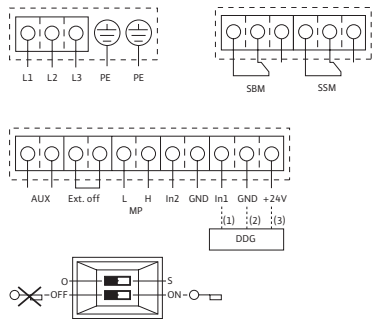 L1 L2 L3 PE PE
SBM SSM
AUX Ext. off L H In2 GND In1 GND +24V
MP
(1) (2) (3)
DDG
O S
OFF ON